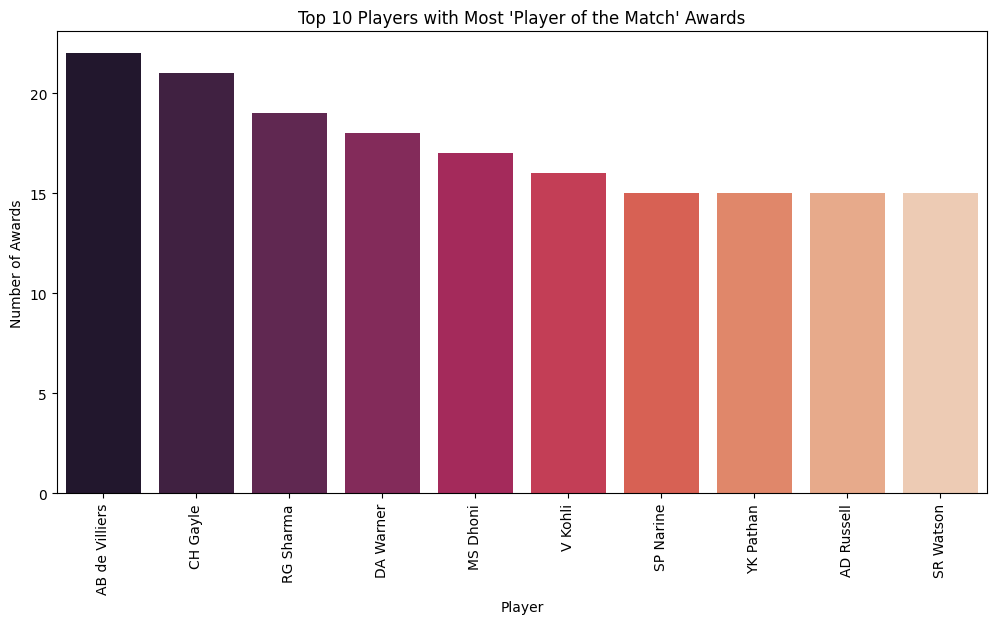 Top 10 Players with Most 'Player of the Match' Awards
Number of Awards
20
15
10
5
0
AB de Villiers
CH Gayle
RG Sharma
DA Warner
MS Dhoni
V Kohli
SP Narine
YK Pathan
AD Russell
SR Watson
Player